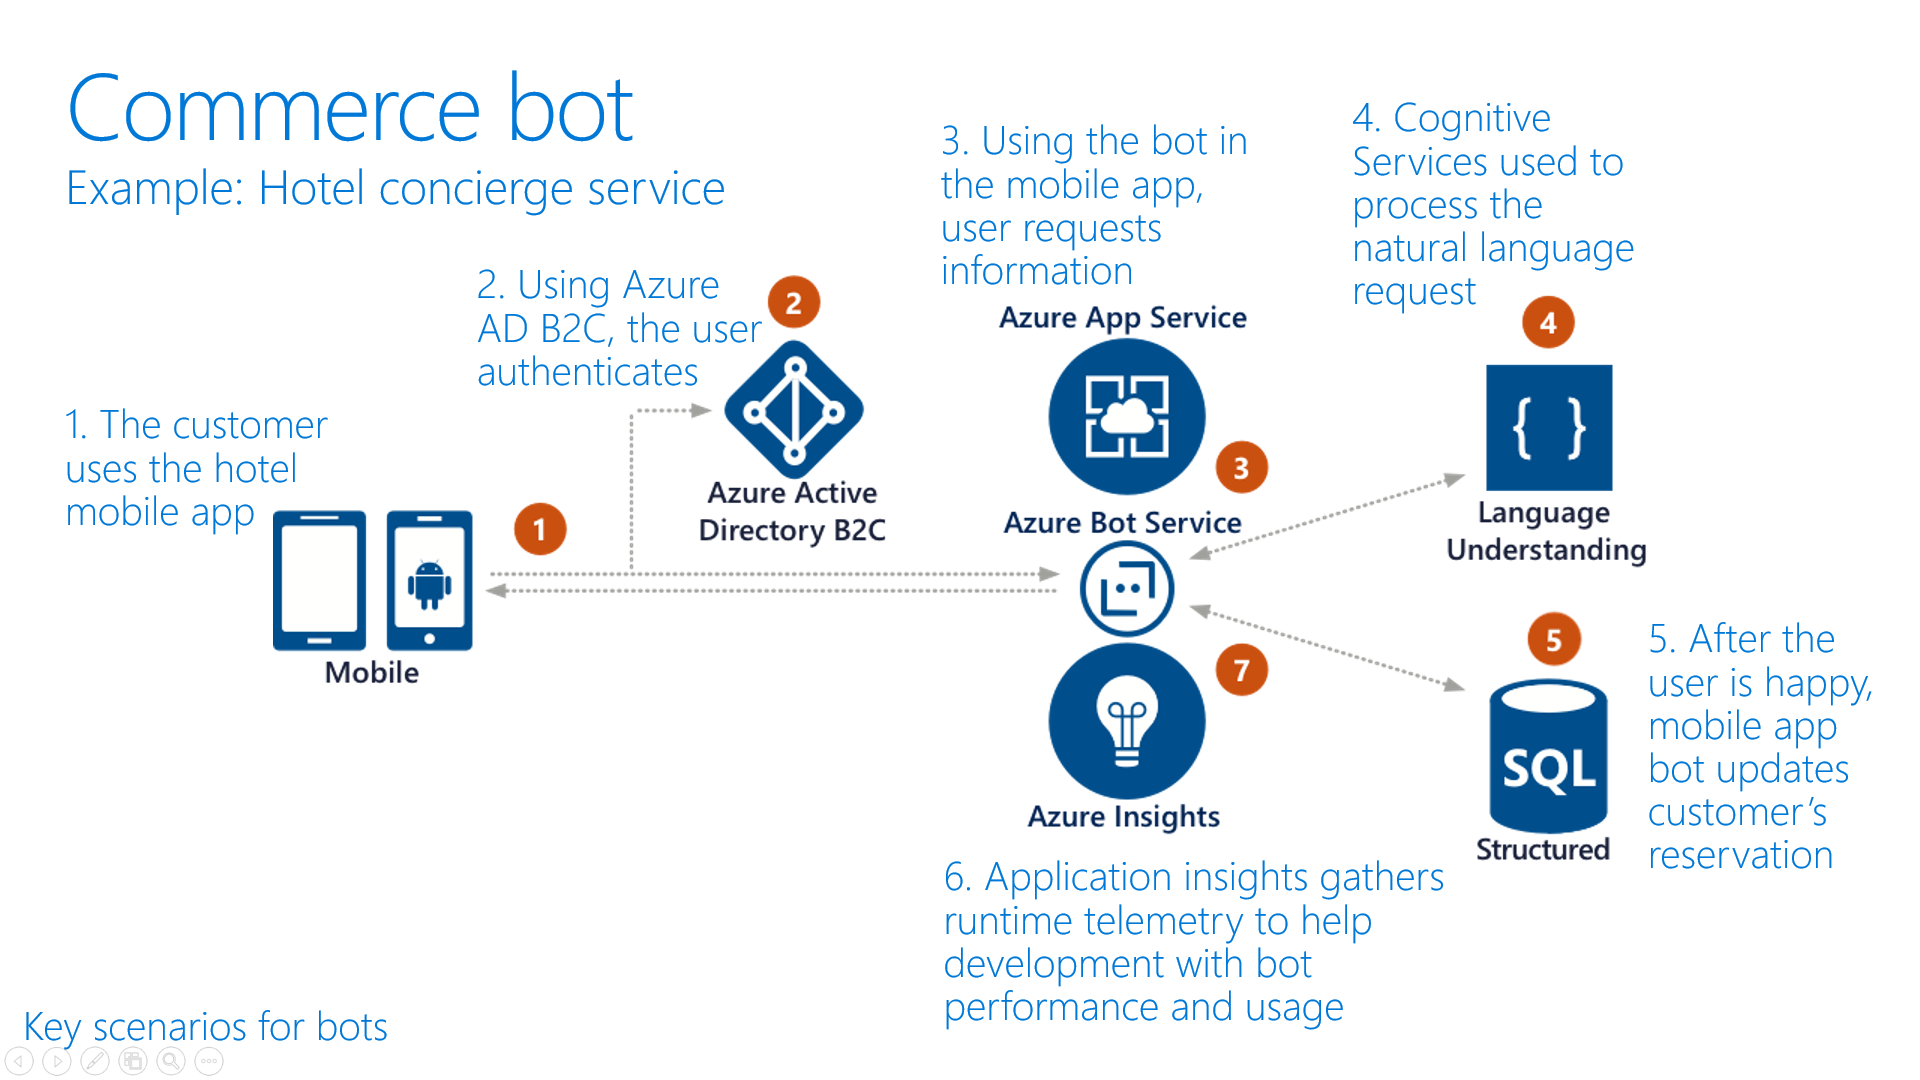 Commerce bot
Example: Hotel concierge service
1. The customer
uses the hotel
mobile app
1
Mobile
2. Using Azure
AD B2C, the user
authenticates
2
Azure Active
Directory B2C
3. Using the bot in
the mobile app,
user requests
information
Azure App Service
3
Azure Bot Service
7
Azure Insights
4. Cognitive
Services used to
process the
natural language
request
4
{ }
Language
Understanding
5
SQL
Structured
5. After the
user is happy,
mobile app
bot updates
customer’s
reservation
6. Application insights gathers
runtime telemetry to help
development with bot
performance and usage
Key scenarios for bots